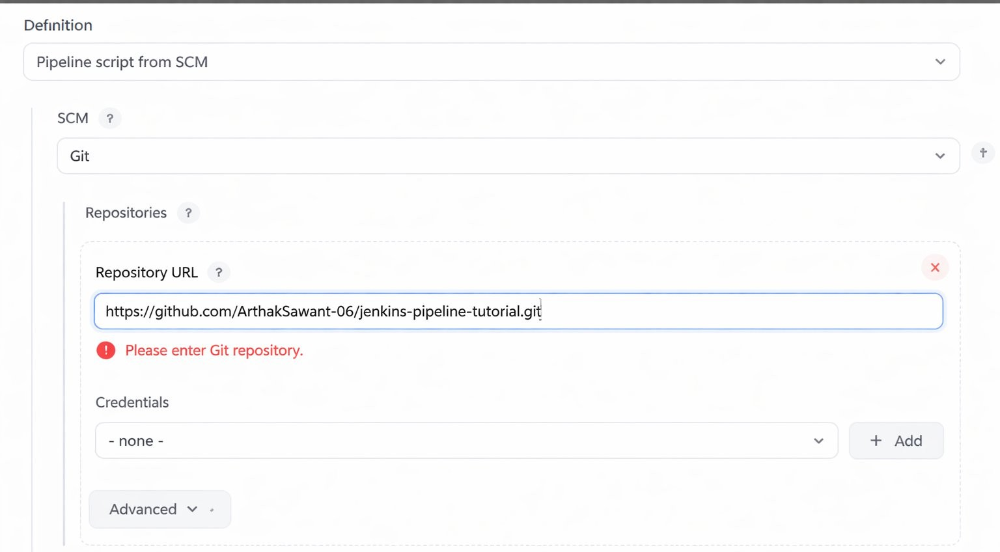 Definition
Pipeline script from SCM
SCM ?
Git
Repositories ?
Repository URL ?
https://github.com/ArthakSawant-06/jenkins-pipeline-tutorial.git
Please enter Git repository.
Credentials
- none -
+ Add
Advanced